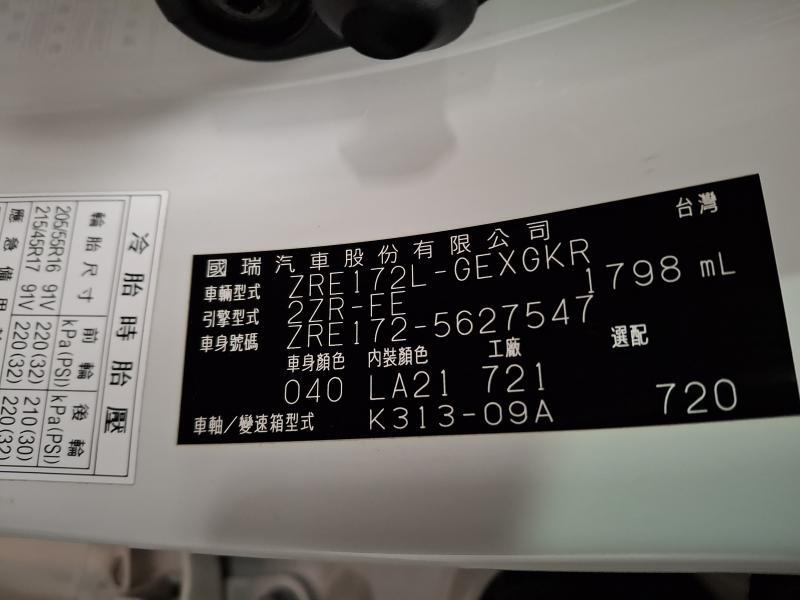 國瑞汽車股份有限公司 台灣
車輛型式 ZRE172L-GEXGKR
引擎型式 2ZR-FE 1798 mL
車身號碼 ZRE172-5627547
車身顏色 內裝顏色 工廠 選配
040 LA21 721
車軸/變速箱型式 K313-09A 720
冷胎時胎壓
輪胎尺寸 前輪 後輪
kPa(PSI) kPa(PSI)
205/55R16 91V 220(32) 210(30)
215/45R17 91V 220(32) 220(32)
應急備用